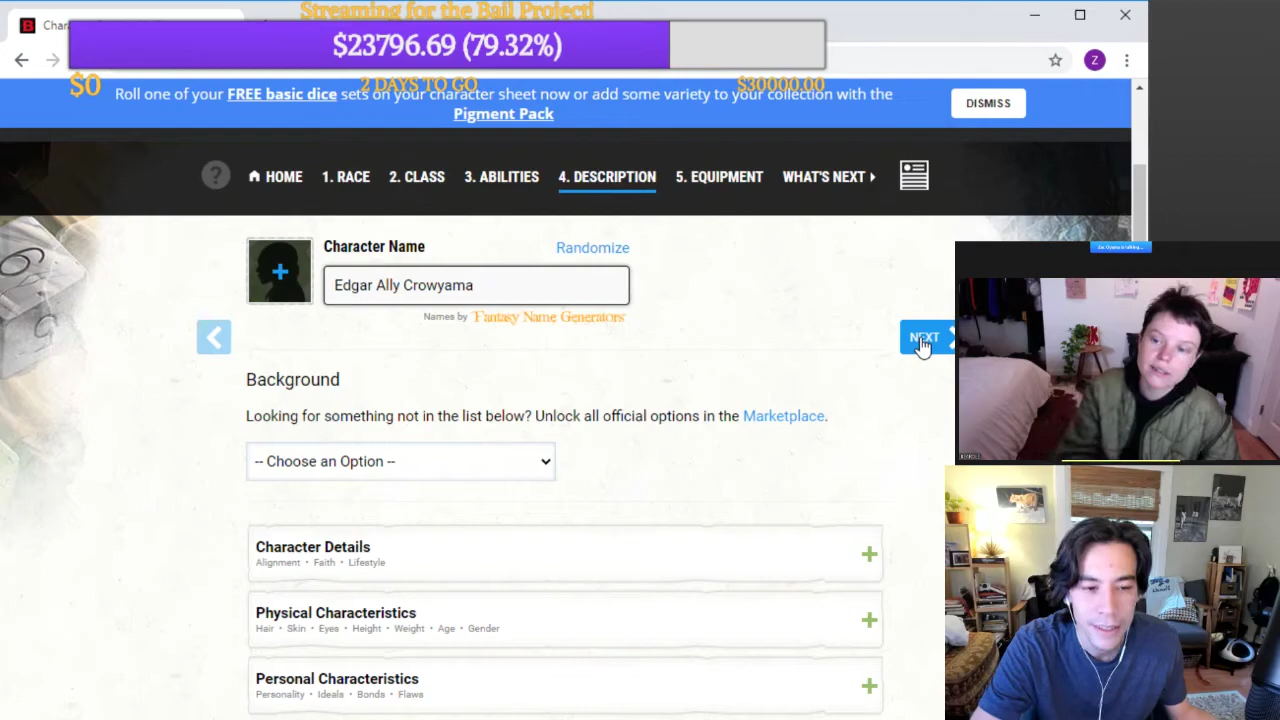 Streaming for the Bail Project!
Char
$23796.69 (79.32%)
Z
$0
2 DAYS TO GO
$30000.00
Roll one of your FREE basic dice sets on your character sheet now or add some variety to your collection with the
Pigment Pack
DISMISS
? HOME 1. RACE 2. CLASS 3. ABILITIES 4. DESCRIPTION 5. EQUIPMENT WHAT'S NEXT
Character Name
Randomize
Edgar Ally Crowyama
Names by Fantasy Name Generators
NEXT
Background
Looking for something not in the list below? Unlock all official options in the Marketplace.
-- Choose an Option --
Character Details
Alignment • Faith • Lifestyle
Physical Characteristics
Hair • Skin • Eyes • Height • Weight • Age • Gender
Personal Characteristics
Personality • Ideals • Bonds • Flaws